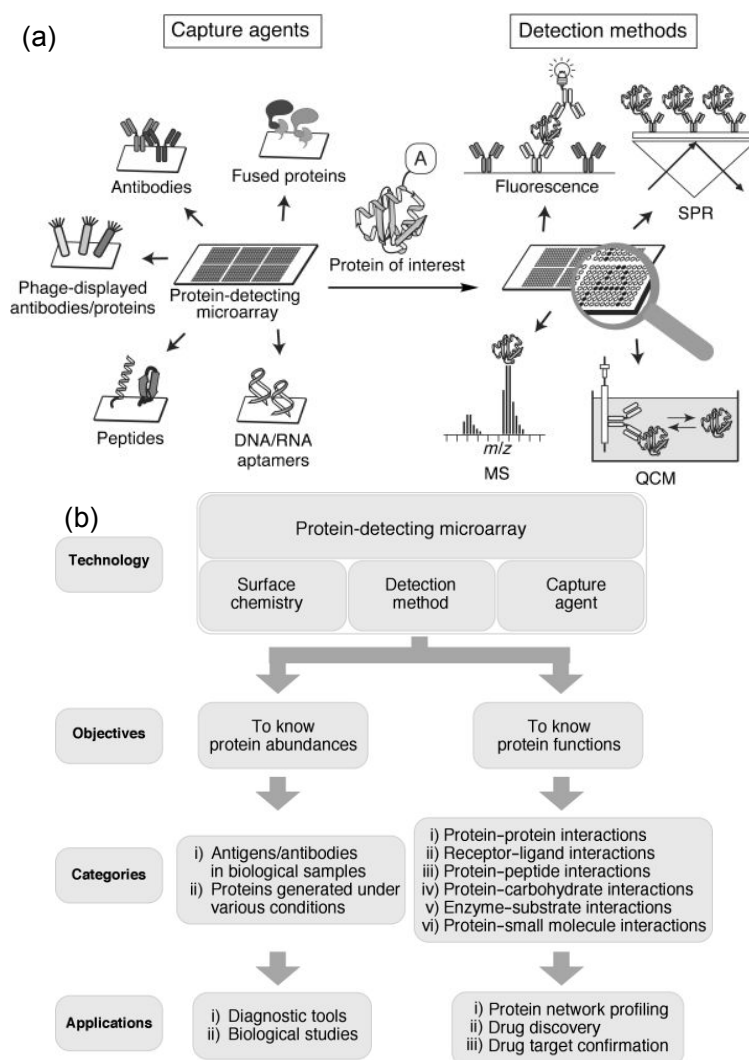 (a)
Capture agents
Detection methods
Antibodies
Fused proteins
A
Fluorescence
SPR
Phage-displayed
antibodies/proteins
Protein-detecting
microarray
Protein of interest
Peptides
DNA/RNA
aptamers
m/z
MS
QCM
(b)
Technology
Protein-detecting microarray
Surface
chemistry
Detection
method
Capture
agent
Objectives
To know
protein abundances
To know
protein functions
Categories
i) Antigens/antibodies
in biological samples
ii) Proteins generated under
various conditions
i) Protein–protein interactions
ii) Receptor–ligand interactions
iii) Protein–peptide interactions
iv) Protein–carbohydrate interactions
v) Enzyme–substrate interactions
vi) Protein–small molecule interactions
Applications
i) Diagnostic tools
ii) Biological studies
i) Protein network profiling
ii) Drug discovery
iii) Drug target confirmation